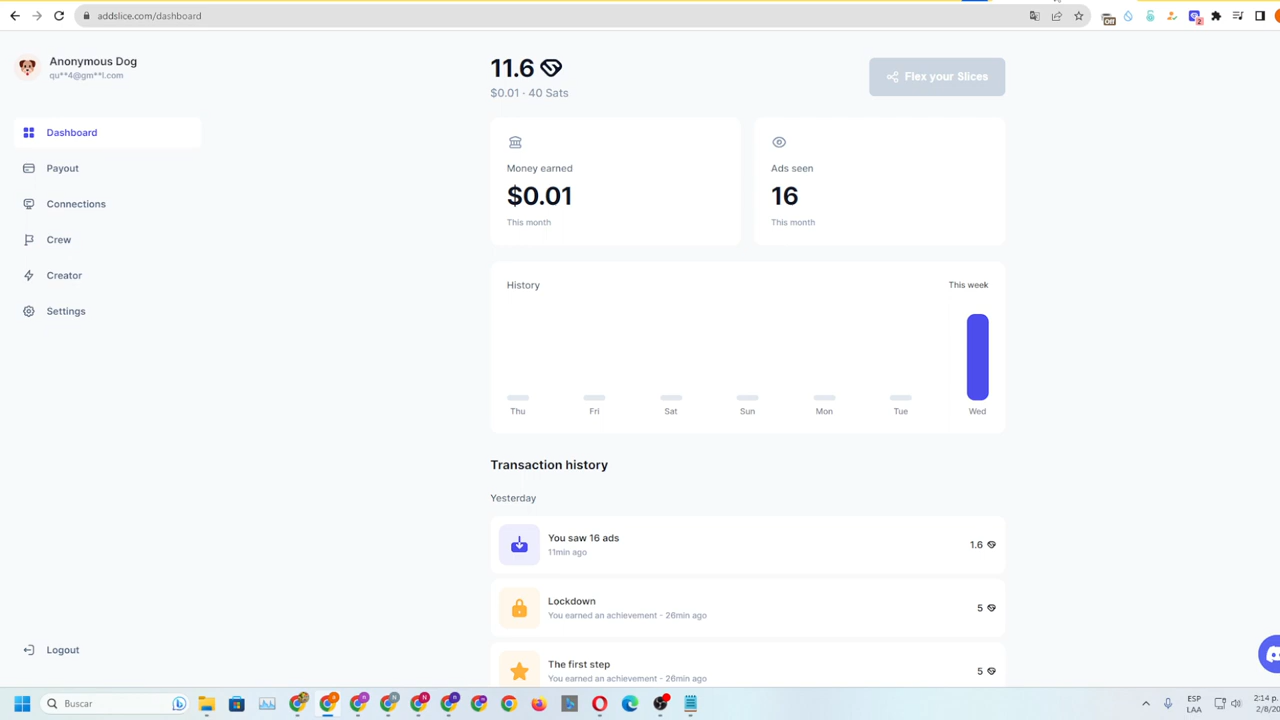 addslice.com/dashboard
Off
2
Anonymous Dog
qu**4@gm**l.com
11.6
$0.01 · 40 Sats
Flex your Slices
Dashboard
Payout
Connections
Crew
Creator
Settings
Logout
Money earned
$0.01
This month
Ads seen
16
This month
History
This week
Thu
Fri
Sat
Sun
Mon
Tue
Wed
Transaction history
Yesterday
You saw 16 ads
11min ago
1.6
Lockdown
You earned an achievement · 26min ago
5
The first step
You earned an achievement · 26min ago
5
Buscar
ESP
LAA
2:14 p.
2/8/20